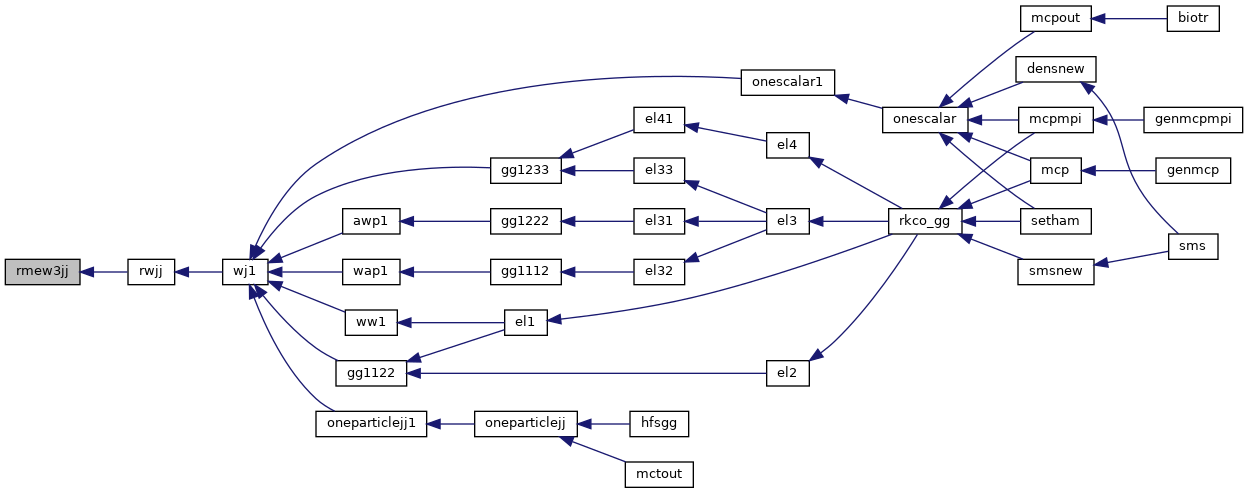 mcpout
biotr
densnew
onescalar1
onescalar
mcpmpi
genmcpmpi
el41
el4
gg1233
el33
mcp
genmcp
awp1
gg1222
el31
el3
rkco_gg
setham
sms
rmew3jj
rwjj
wj1
wap1
gg1112
el32
smsnew
ww1
el1
gg1122
el2
oneparticlejj1
oneparticlejj
hfsgg
mctout